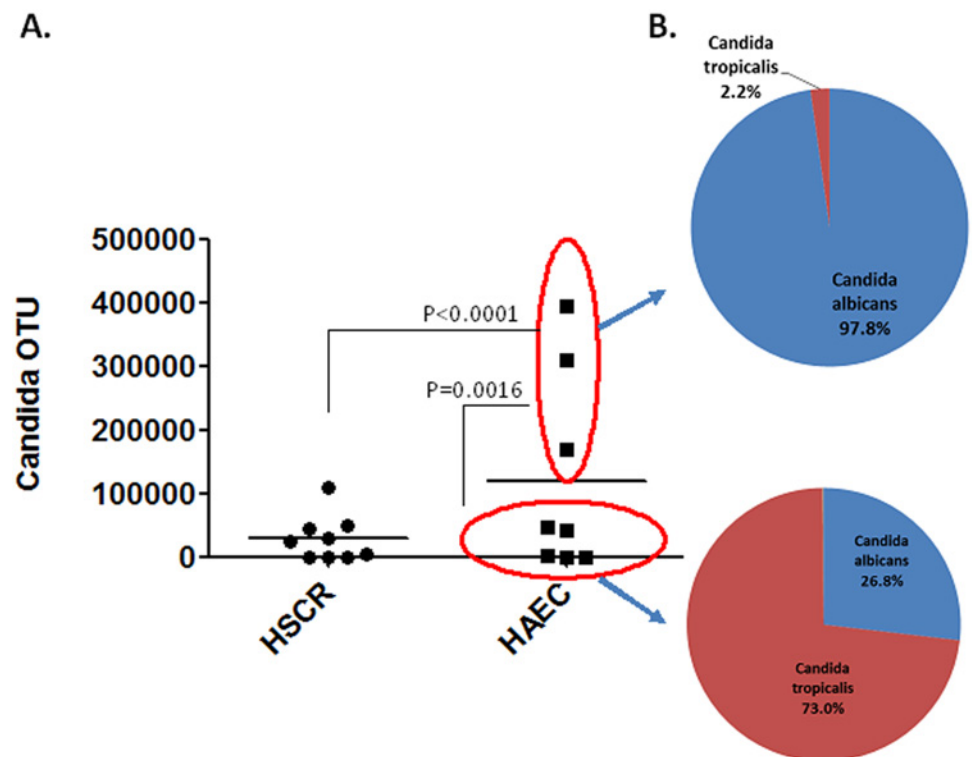 A.
B.
Candida
tropicalis
2.2%
Candida
albicans
97.8%
500000
400000
300000
200000
100000
0
Candida OTU
P<0.0001
P=0.0016
HSCR
HAEC
Candida
albicans
26.8%
Candida
tropicalis
73.0%